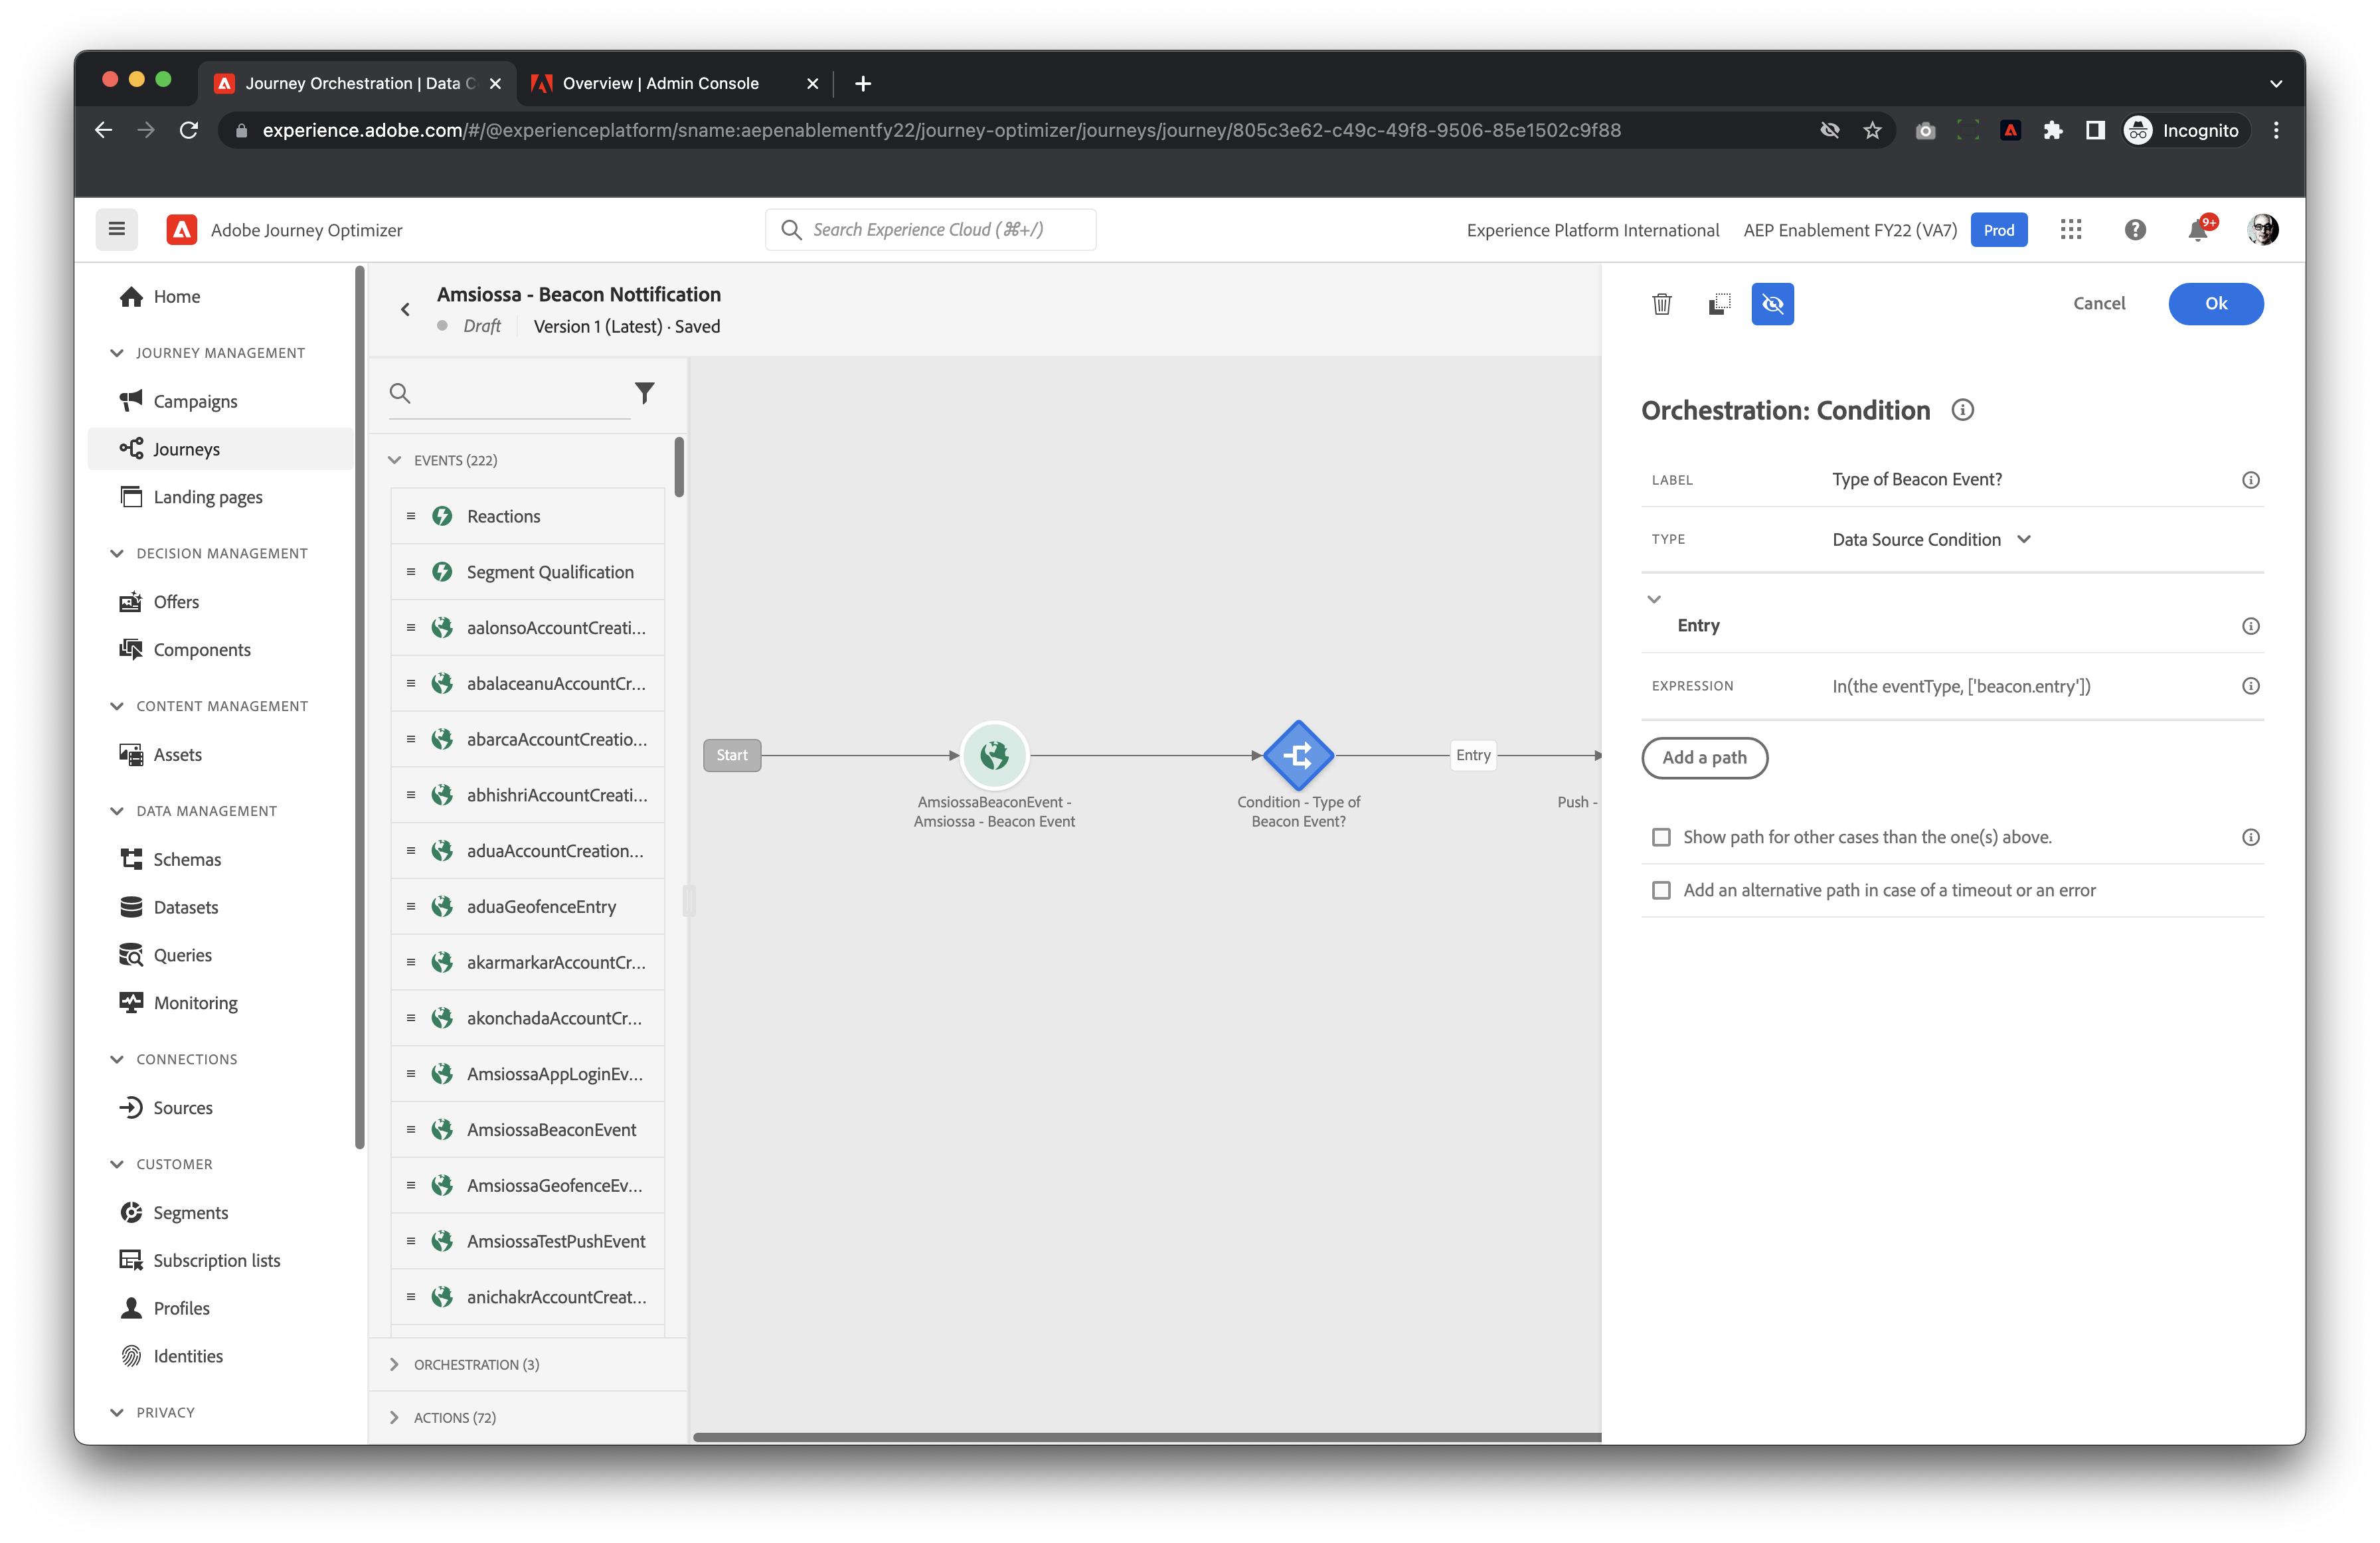 Journey Orchestration | Data C
Overview | Admin Console
experience.adobe.com/#/@experienceplatform/sname:aepenablementfy22/journey-optimizer/journeys/journey/805c3e62-c49c-49f8-9506-85e1502c9f88
Incognito
Adobe Journey Optimizer
Search Experience Cloud (⌘+/)
Experience Platform International
AEP Enablement FY22 (VA7)
Prod
9+
Home
JOURNEY MANAGEMENT
Campaigns
Journeys
Landing pages
DECISION MANAGEMENT
Offers
Components
CONTENT MANAGEMENT
Assets
DATA MANAGEMENT
Schemas
Datasets
Queries
Monitoring
CONNECTIONS
Sources
CUSTOMER
Segments
Subscription lists
Profiles
Identities
PRIVACY
Amsiossa - Beacon Nottification
Draft
Version 1 (Latest) · Saved
EVENTS (222)
Reactions
Segment Qualification
aalonsoAccountCreati...
abalaceanuAccountCr...
abarcaAccountCreatio...
abhishriAccountCreati...
aduaAccountCreation...
aduaGeofenceEntry
akarmarkarAccountCr...
akonchadaAccountCr...
AmsiossaAppLoginEv...
AmsiossaBeaconEvent
AmsiossaGeofenceEv...
AmsiossaTestPushEvent
anichakrAccountCreat...
ORCHESTRATION (3)
ACTIONS (72)
Start
AmsiossaBeaconEvent -
Amsiossa - Beacon Event
Condition - Type of
Beacon Event?
Entry
Push -
Cancel
Ok
Orchestration: Condition
LABEL
Type of Beacon Event?
TYPE
Data Source Condition
Entry
EXPRESSION
In(the eventType, ['beacon.entry'])
Add a path
Show path for other cases than the one(s) above.
Add an alternative path in case of a timeout or an error